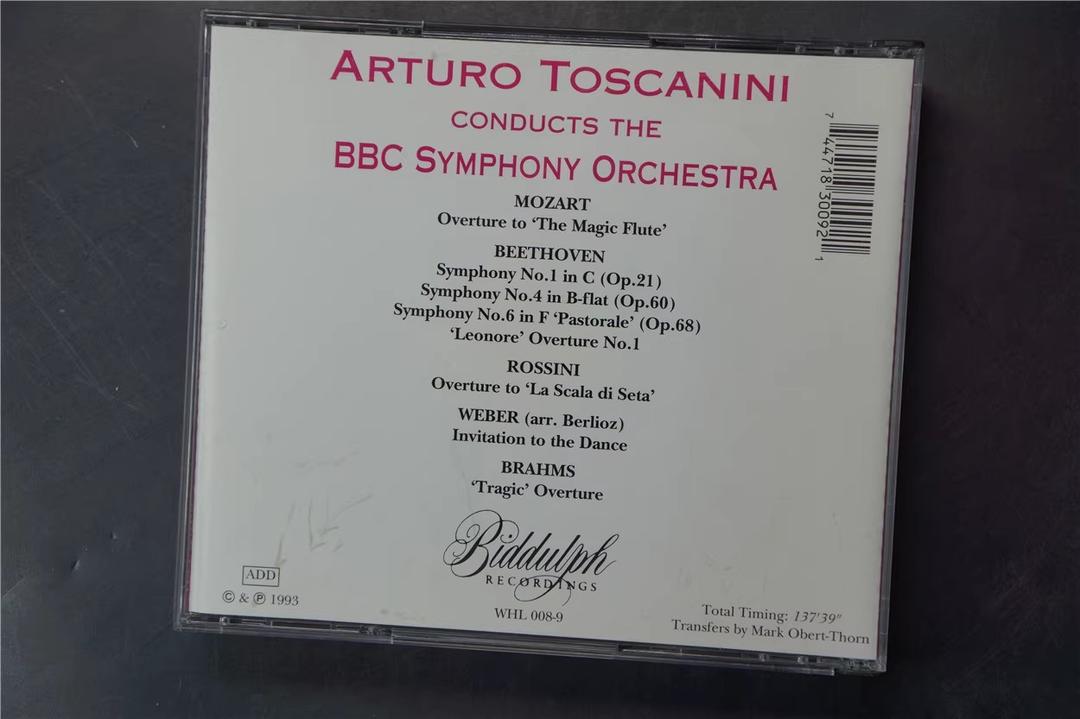 ARTURO TOSCANINI
CONDUCTS THE
BBC SYMPHONY ORCHESTRA
7 44718 30092 1
MOZART
Overture to ‘The Magic Flute’
BEETHOVEN
Symphony No.1 in C (Op.21)
Symphony No.4 in B-flat (Op.60)
Symphony No.6 in F ‘Pastorale’ (Op.68)
‘Leonore’ Overture No.1
ROSSINI
Overture to ‘La Scala di Seta’
WEBER (arr. Berlioz)
Invitation to the Dance
BRAHMS
‘Tragic’ Overture
Biddulph
RECORDINGS
WHL 008-9
ADD
© & ℗ 1993
Total Timing: 137'39"
Transfers by Mark Obert-Thorn